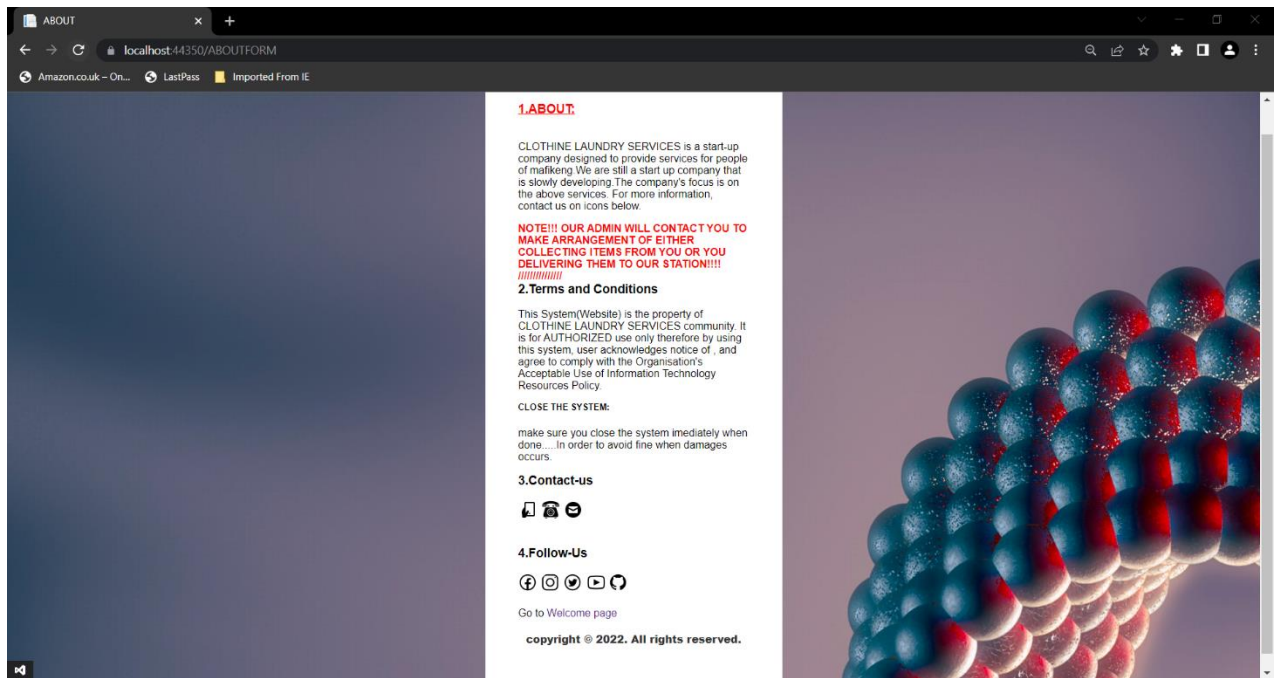 ABOUT
localhost:44350/ABOUTFORM
Amazon.co.uk – On... LastPass Imported From IE
1.ABOUT:
CLOTHINE LAUNDRY SERVICES is a start-up
company designed to provide services for people
of mafikeng.We are still a start up company that
is slowly developing.The company's focus is on
the above services. For more information,
contact us on icons below.
NOTE!!! OUR ADMIN WILL CONTACT YOU TO
MAKE ARRANGEMENT OF EITHER
COLLECTING ITEMS FROM YOU OR YOU
DELIVERING THEM TO OUR STATION!!!!
///////////////
2.Terms and Conditions
This System(Website) is the property of
CLOTHINE LAUNDRY SERVICES community. It
is for AUTHORIZED use only therefore by using
this system, user acknowledges notice of , and
agree to comply with the Organisation's
Acceptable Use of Information Technology
Resources Policy.
CLOSE THE SYSTEM:
make sure you close the system imediately when
done.....In order to avoid fine when damages
occurs.
3.Contact-us
4.Follow-Us
Go to Welcome page
copyright © 2022. All rights reserved.